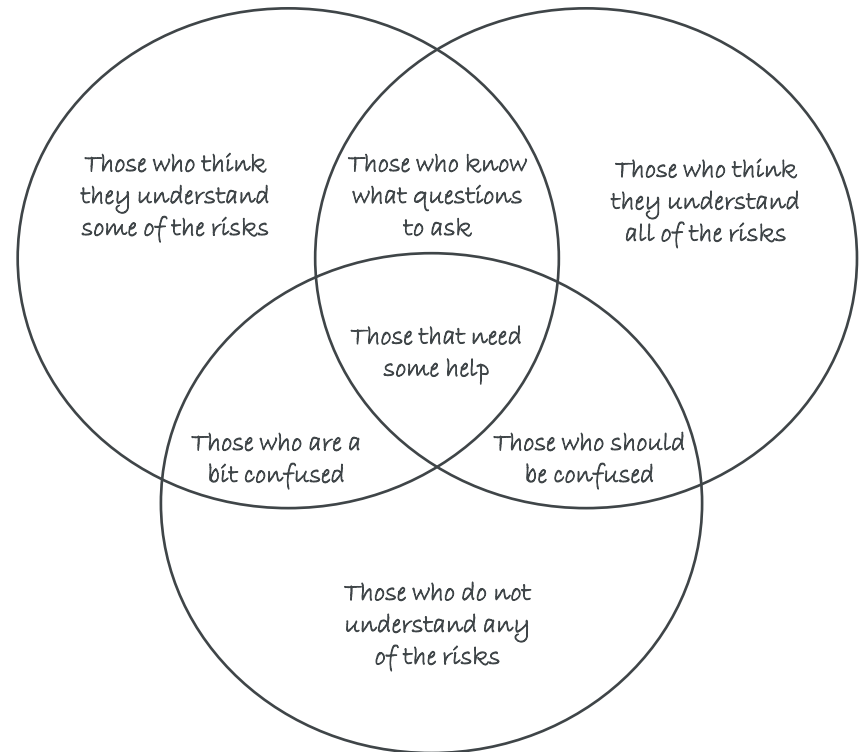 Those who think
they understand
some of the risks
Those who know
what questions
to ask
Those who think
they understand
all of the risks
Those that need
some help
Those who are a
bit confused
Those who should
be confused
Those who do not
understand any
of the risks